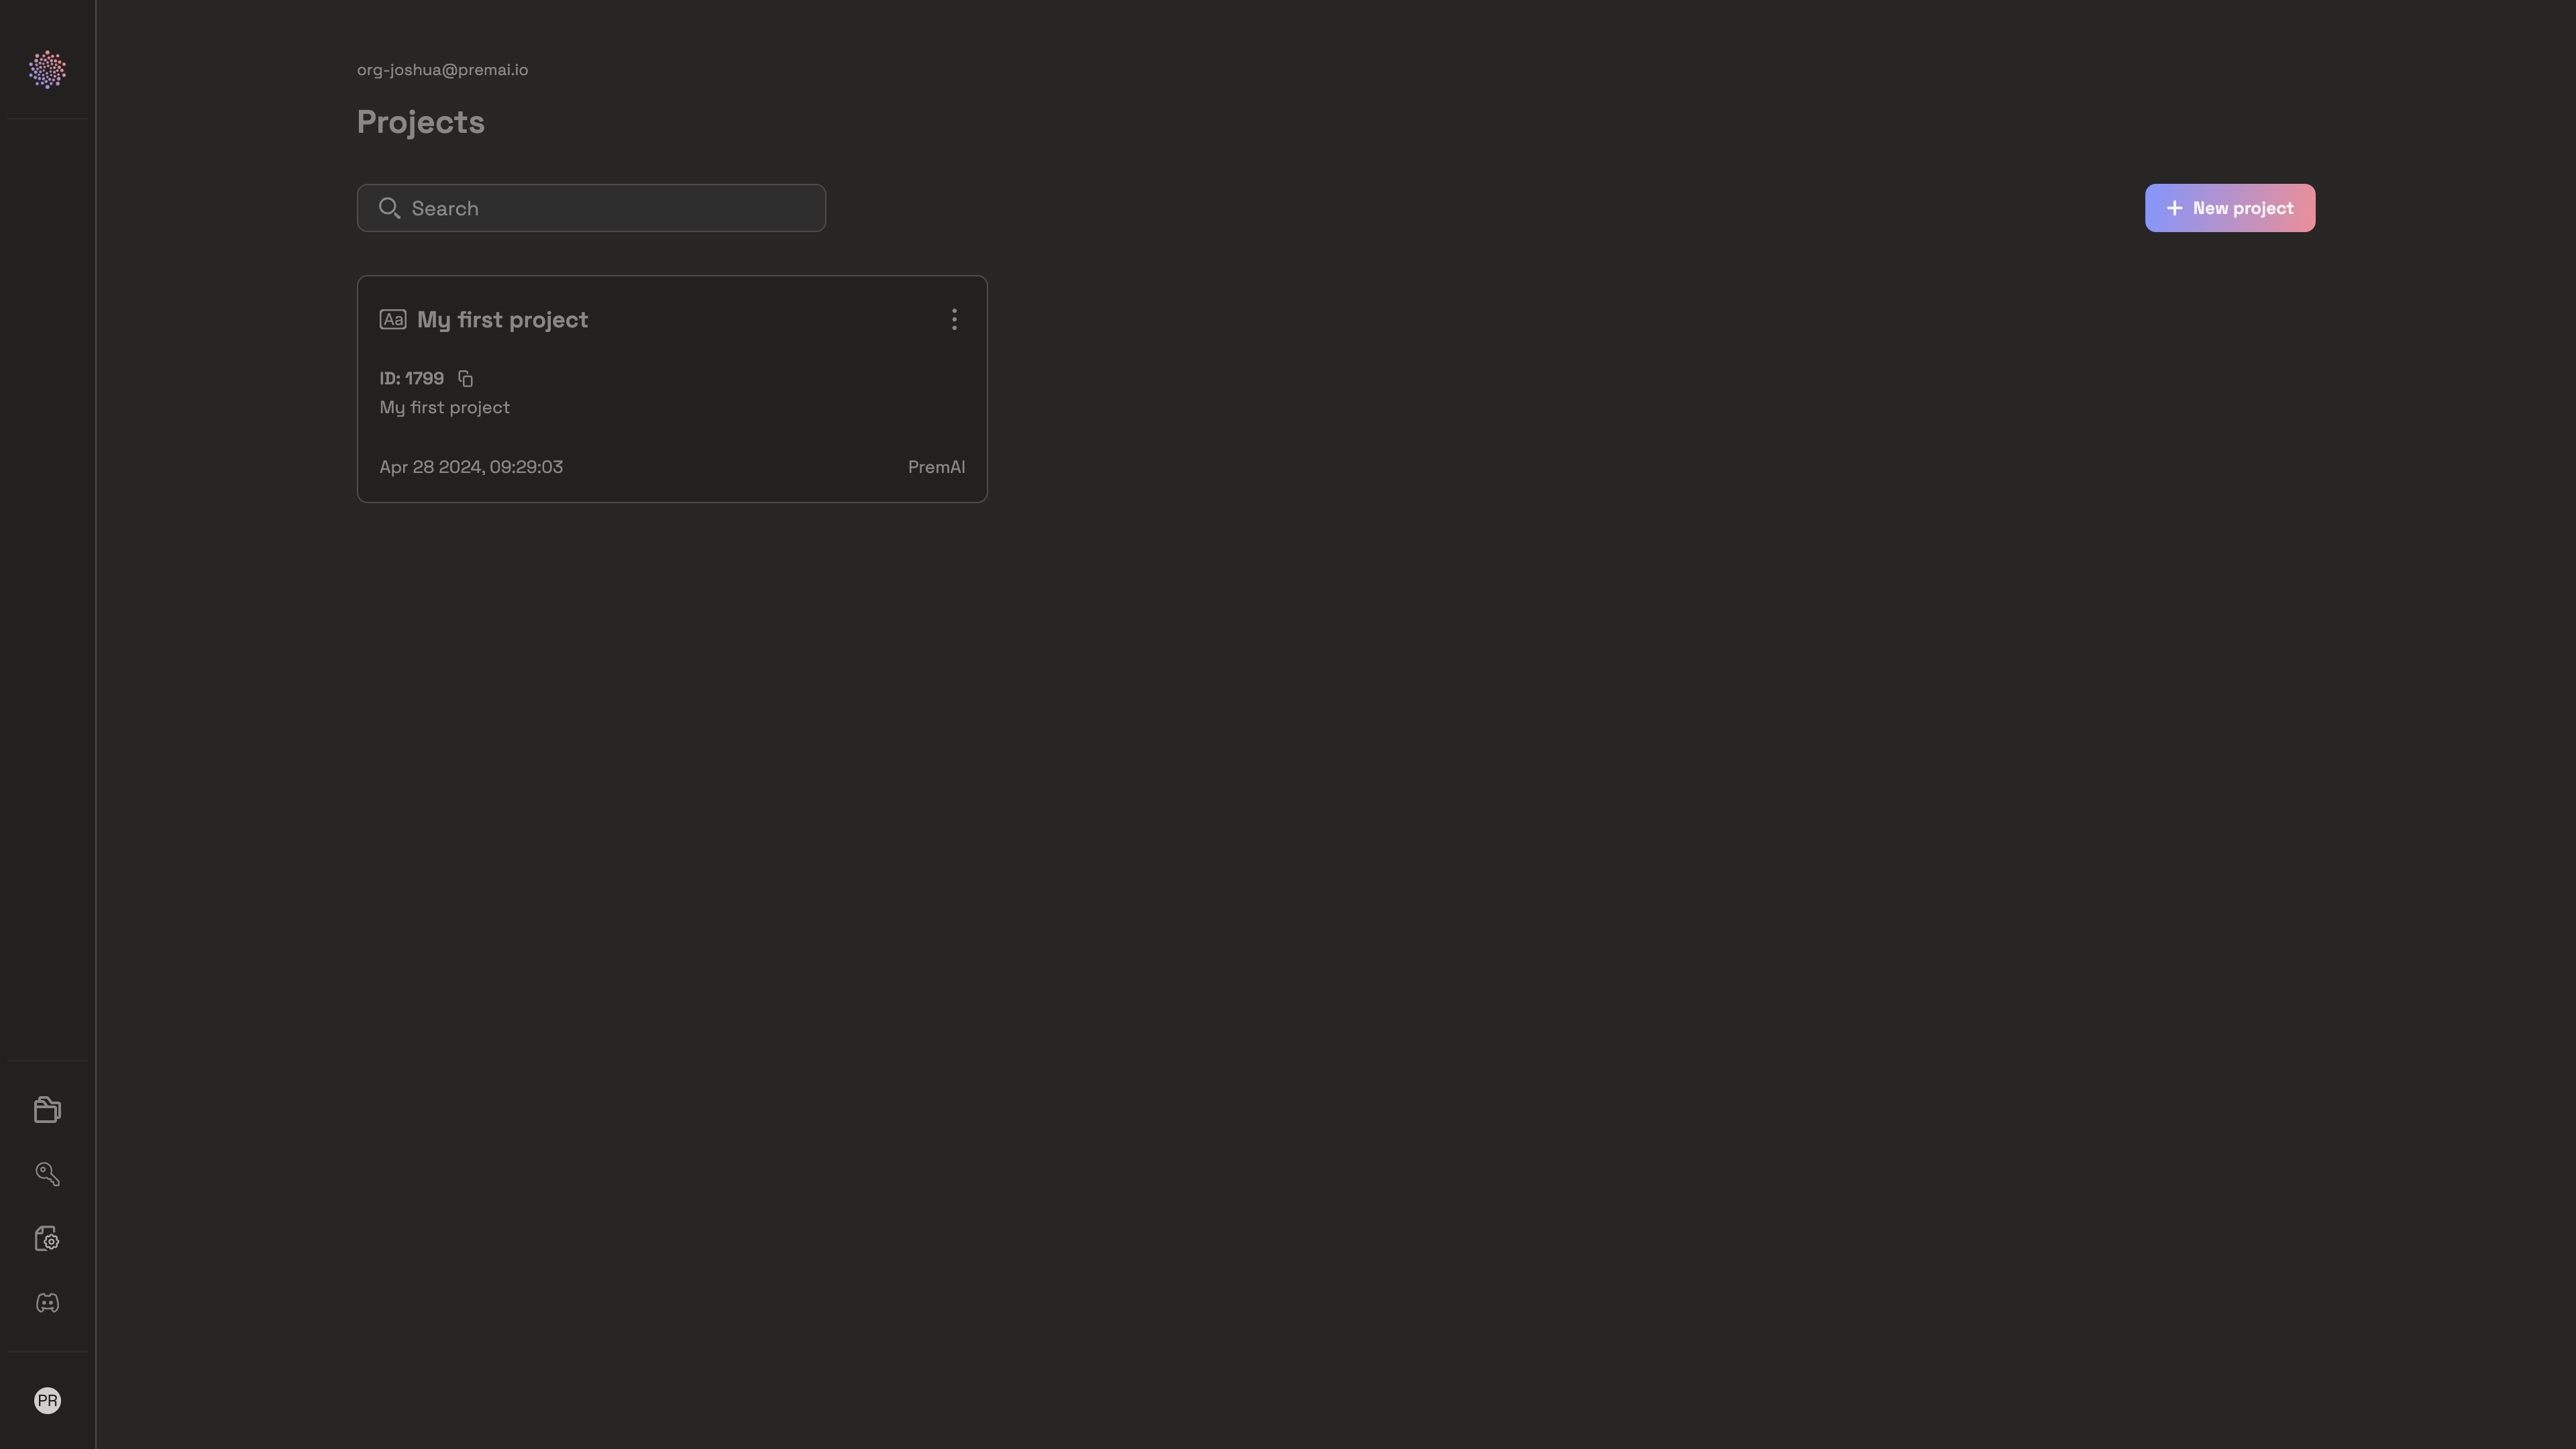 org-joshua@premai.io
Projects
Search
New project
Aa My first project
ID: 1799
My first project
Apr 28 2024, 09:29:03
PremAI
PR